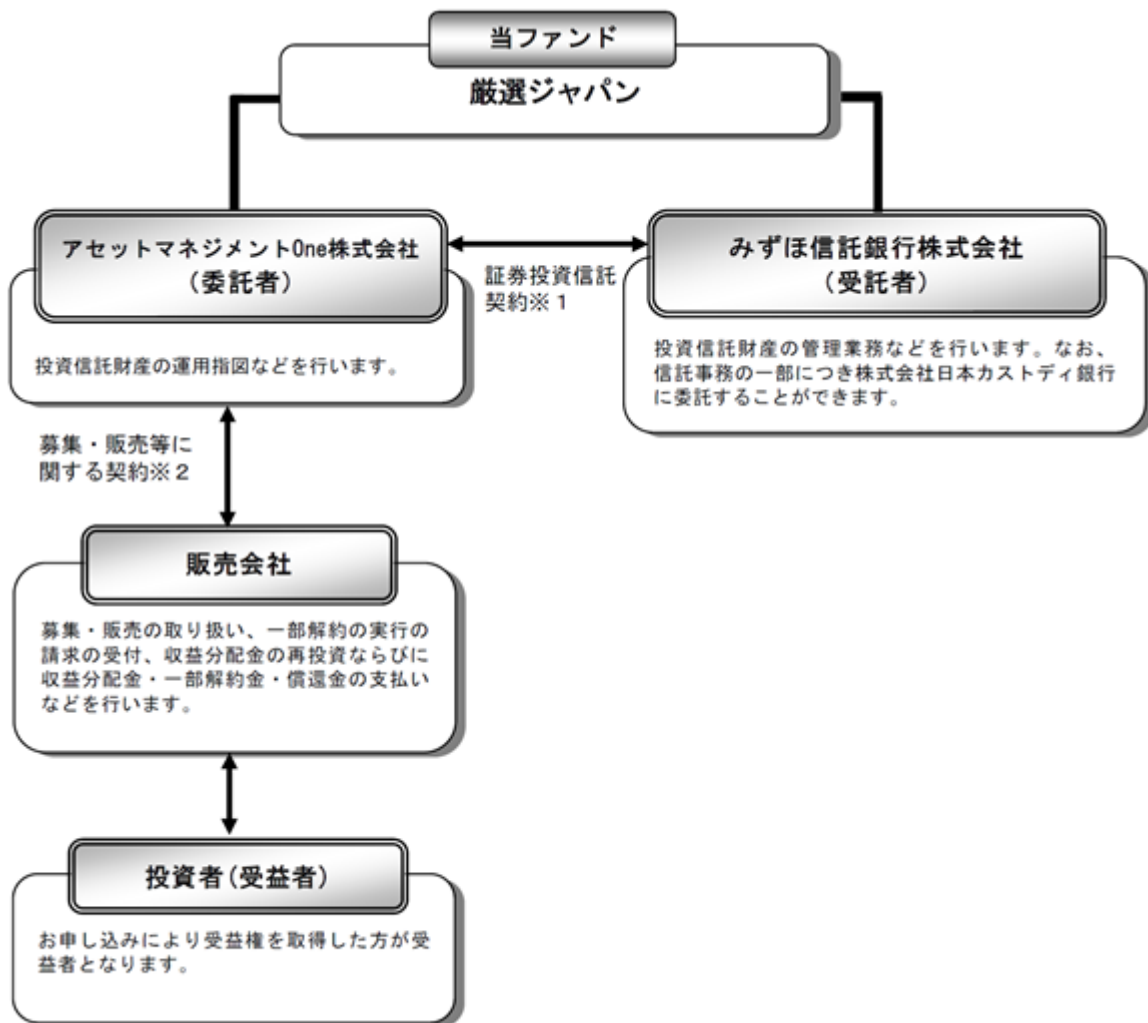 当ファンド
厳選ジャパン
アセットマネジメントOne株式会社
(委託者)
投資信託財産の運用指図などを行います。
証券投資信託
契約※1
みずほ信託銀行株式会社
(受託者)
投資信託財産の管理業務などを行います。なお、
信託事務の一部につき株式会社日本カストディ銀行
に委託することができます。
募集・販売等に
関する契約※2
販売会社
募集・販売の取り扱い、一部解約の実行の
請求の受付、収益分配金の再投資ならびに
収益分配金・一部解約金・償還金の支払い
などを行います。
投資者(受益者)
お申し込みにより受益権を取得した方が受
益者となります。